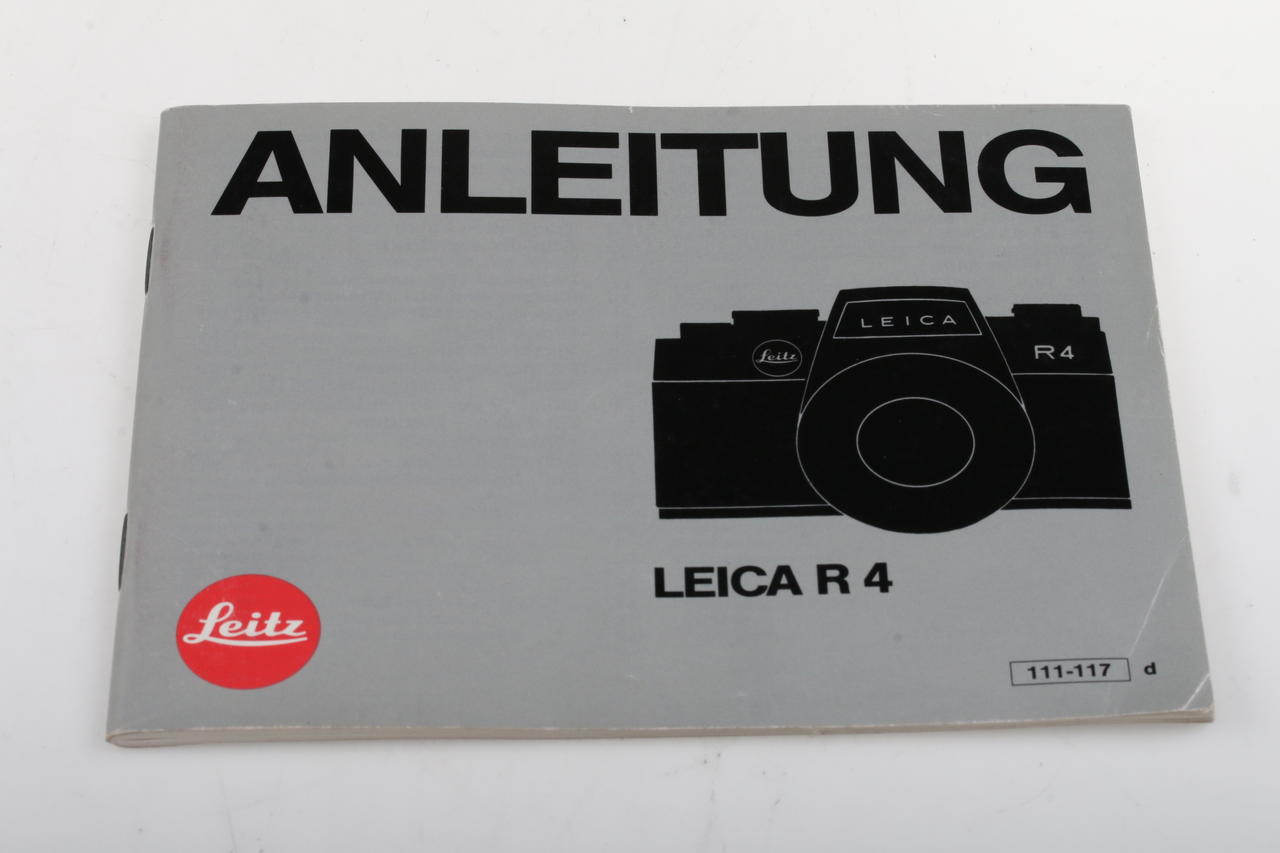 ANLEITUNG
LEICA
Leitz
R4
LEICA R 4
Leitz
111-117 d